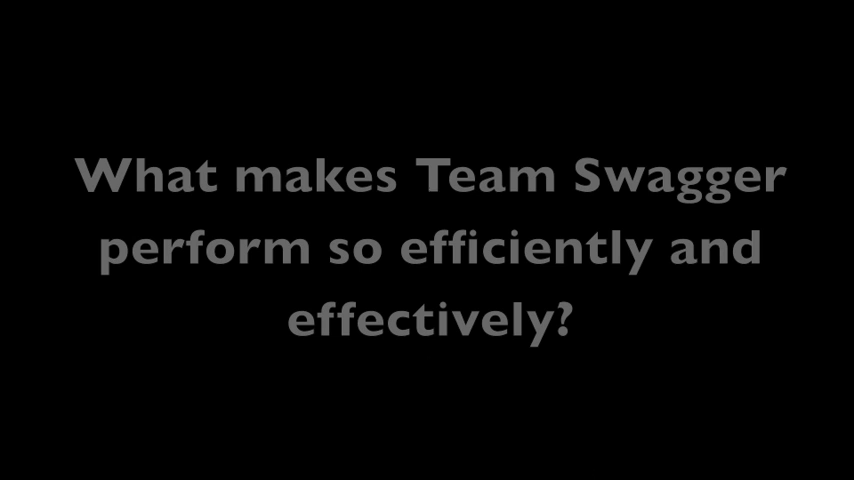 What makes Team Swagger
perform so efficiently and
effectively?